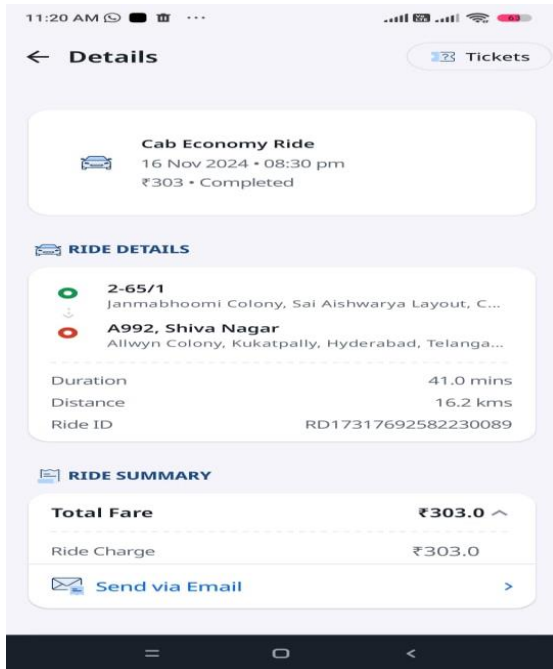 11:20 AM
63
Details
Tickets
Cab Economy Ride
16 Nov 2024 • 08:30 pm
₹303 • Completed
RIDE DETAILS
2-65/1
Janmabhoomi Colony, Sai Aishwarya Layout, C...
A992, Shiva Nagar
Allwyn Colony, Kukatpally, Hyderabad, Telanga...
Duration 41.0 mins
Distance 16.2 kms
Ride ID RD17317692582230089
RIDE SUMMARY
Total Fare ₹303.0
Ride Charge ₹303.0
Send via Email